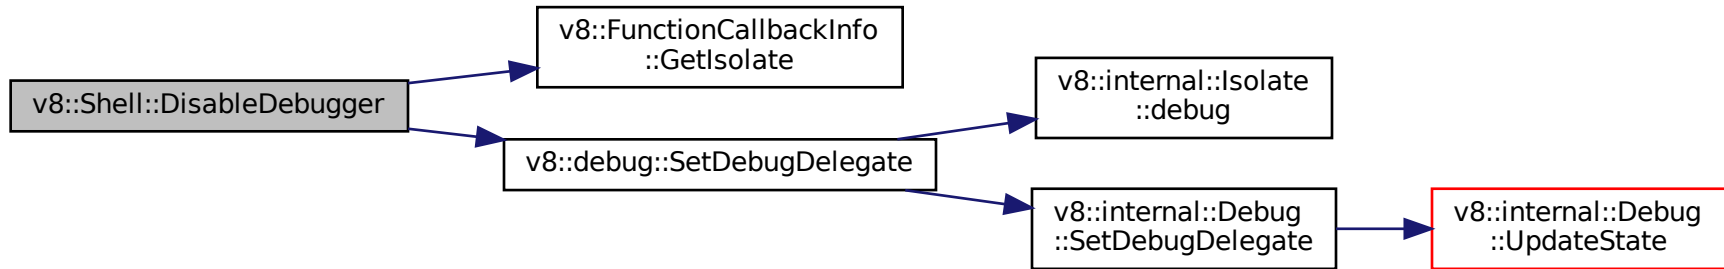 v8::FunctionCallbackInfo
::GetIsolate
v8::Shell::DisableDebugger
v8::internal::Isolate
::debug
v8::debug::SetDebugDelegate
v8::internal::Debug
::SetDebugDelegate
v8::internal::Debug
::UpdateState